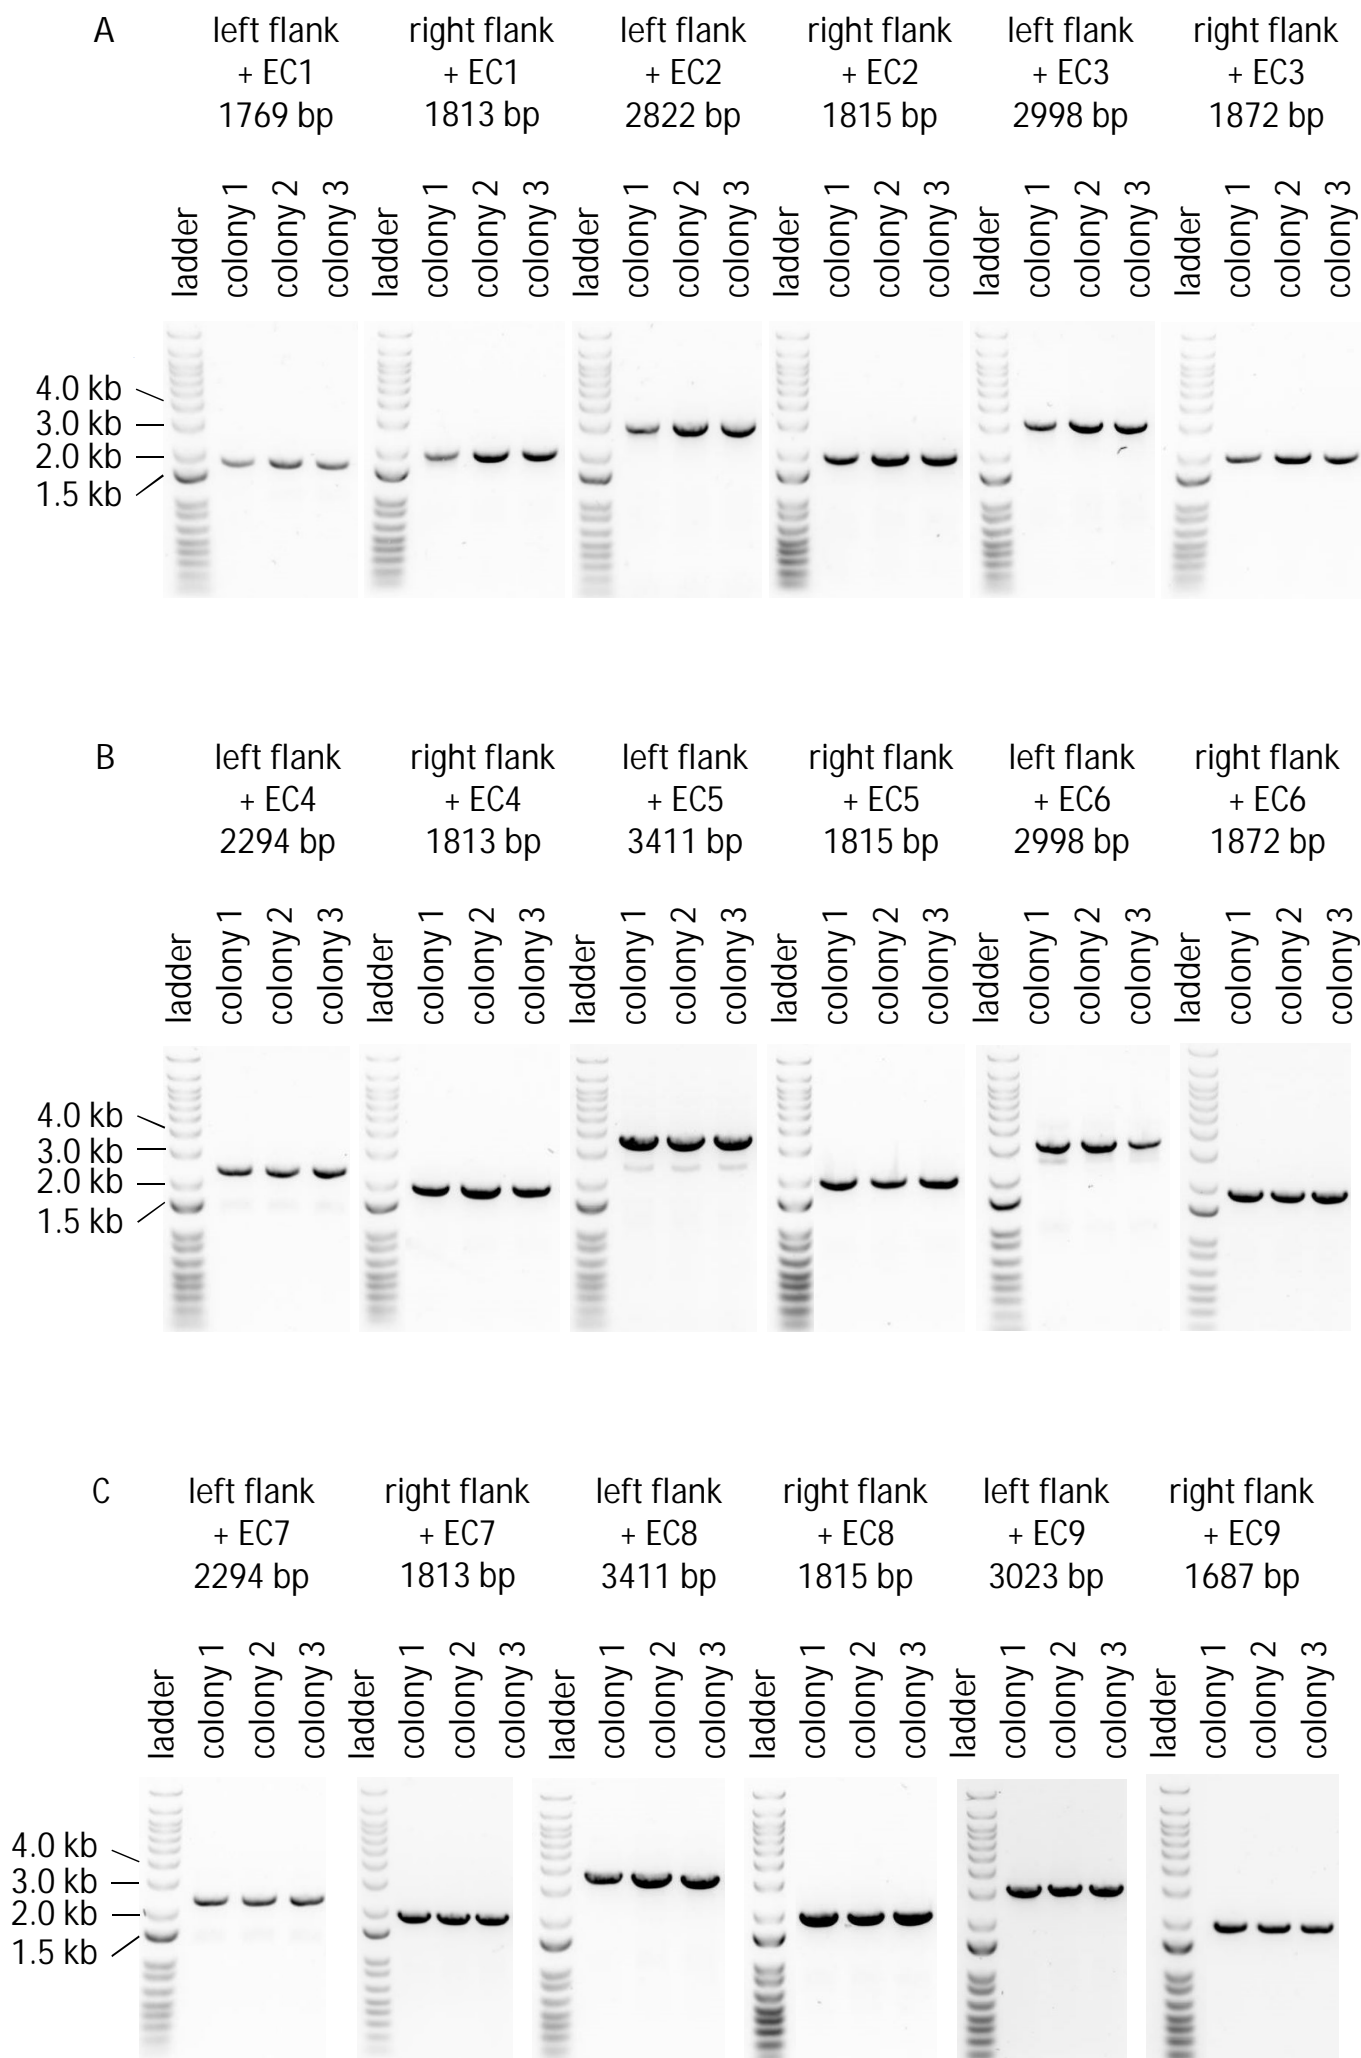 A
left flank
+ EC1
1769 bp
right flank
+ EC1
1813 bp
left flank
+ EC2
2822 bp
right flank
+ EC2
1815 bp
left flank
+ EC3
2998 bp
right flank
+ EC3
1872 bp
ladder
colony 1
colony 2
colony 3
ladder
colony 1
colony 2
colony 3
ladder
colony 1
colony 2
colony 3
ladder
colony 1
colony 2
colony 3
ladder
colony 1
colony 2
colony 3
ladder
colony 1
colony 2
colony 3
4.0 kb
3.0 kb
2.0 kb
1.5 kb
B
left flank
+ EC4
2294 bp
right flank
+ EC4
1813 bp
left flank
+ EC5
3411 bp
right flank
+ EC5
1815 bp
left flank
+ EC6
2998 bp
right flank
+ EC6
1872 bp
ladder
colony 1
colony 2
colony 3
ladder
colony 1
colony 2
colony 3
ladder
colony 1
colony 2
colony 3
ladder
colony 1
colony 2
colony 3
ladder
colony 1
colony 2
colony 3
ladder
colony 1
colony 2
colony 3
4.0 kb
3.0 kb
2.0 kb
1.5 kb
C
left flank
+ EC7
2294 bp
right flank
+ EC7
1813 bp
left flank
+ EC8
3411 bp
right flank
+ EC8
1815 bp
left flank
+ EC9
3023 bp
right flank
+ EC9
1687 bp
ladder
colony 1
colony 2
colony 3
ladder
colony 1
colony 2
colony 3
ladder
colony 1
colony 2
colony 3
ladder
colony 1
colony 2
colony 3
ladder
colony 1
colony 2
colony 3
ladder
colony 1
colony 2
colony 3
4.0 kb
3.0 kb
2.0 kb
1.5 kb